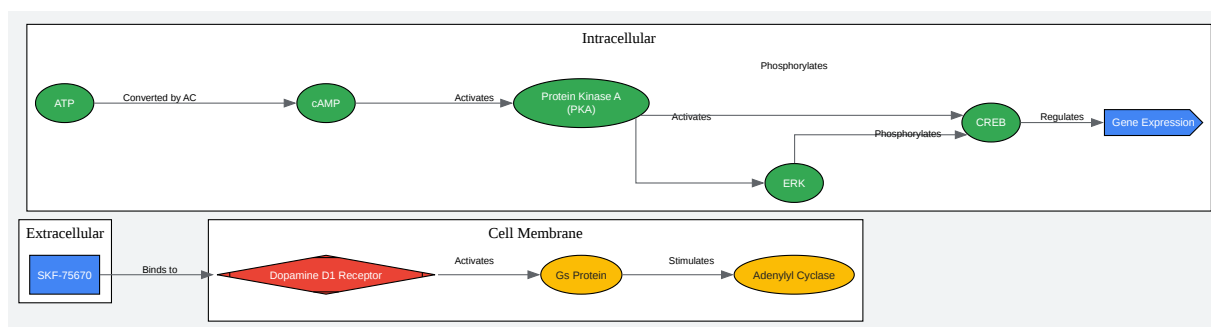 Intracellular
Phosphorylates
ATP
Converted by AC
cAMP
Activates
Protein Kinase A
(PKA)
Activates
CREB
Regulates
Gene Expression
Phosphorylates
ERK
Extracellular
SKF-75670
Binds to
Cell Membrane
Dopamine D1 Receptor
Activates
Gs Protein
Stimulates
Adenylyl Cyclase